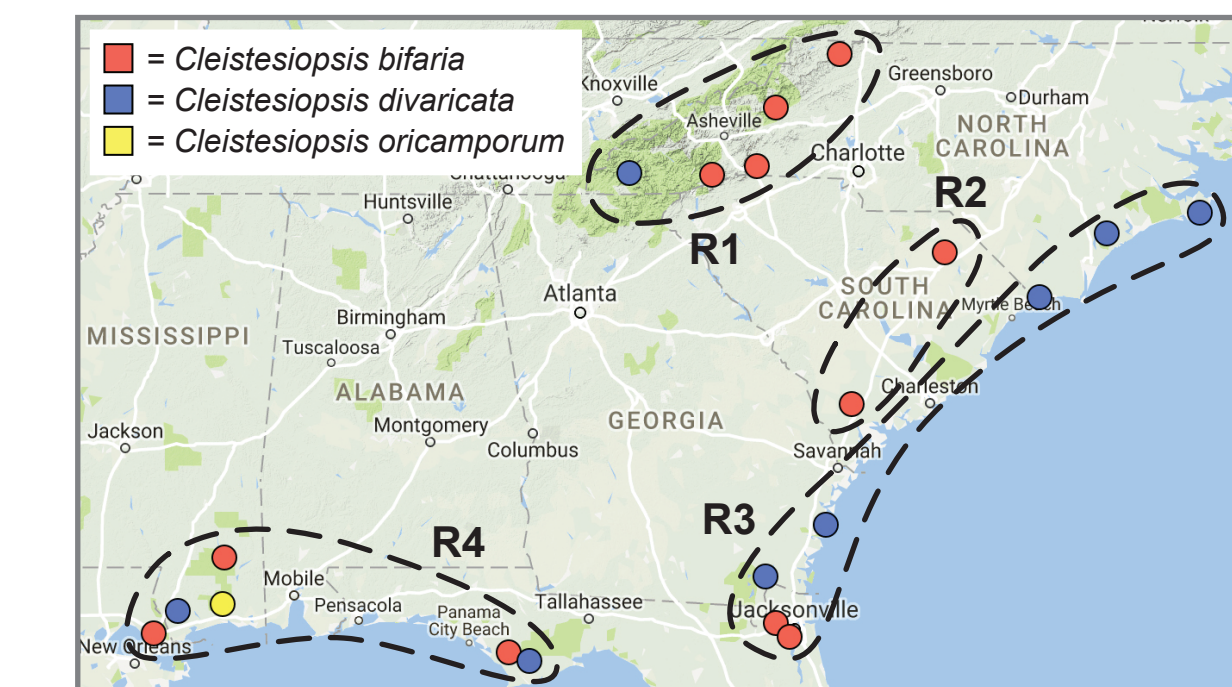 = Cleistesiopsis bifaria
= Cleistesiopsis divaricata
= Cleistesiopsis oricamporum
Knoxville
Greensboro
Durham
Asheville
NORTH
CAROLINA
Charlotte
Chattanooga
Huntsville
R2
R1
Atlanta
SOUTH
CAROLINA
Myrtle Beach
Birmingham
MISSISSIPPI
Tuscaloosa
ALABAMA
Charleston
GEORGIA
Jackson
Montgomery
Columbus
Savannah
R3
R4
Mobile
Pensacola
Panama
City Beach
Tallahassee
Jacksonville
New Orleans